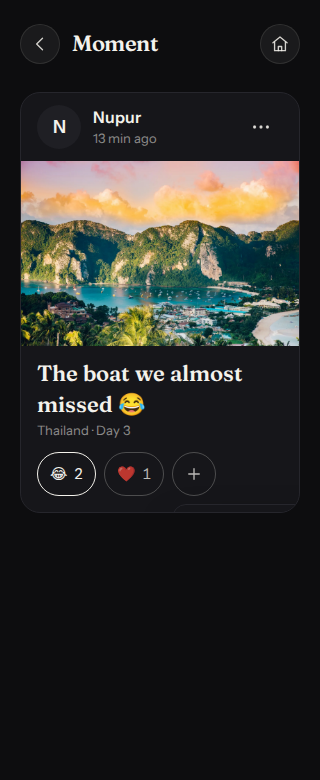 Moment
N
Nupur
13 min ago
The boat we almost
missed 😂
Thailand · Day 3
😂 2
❤️ 1